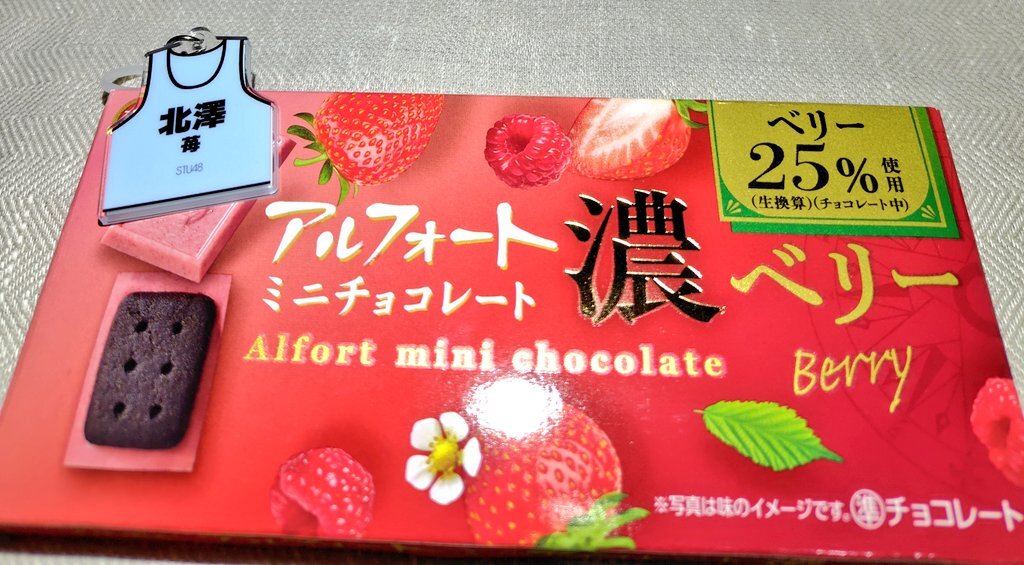 北澤
苺
STU48
ベリー
25%使用
(生換算)(チョコレート中)
アルフォート
ミニチョコレート
濃ベリー
Alfort mini chocolate
Berry
※写真は味のイメージです。準チョコレート